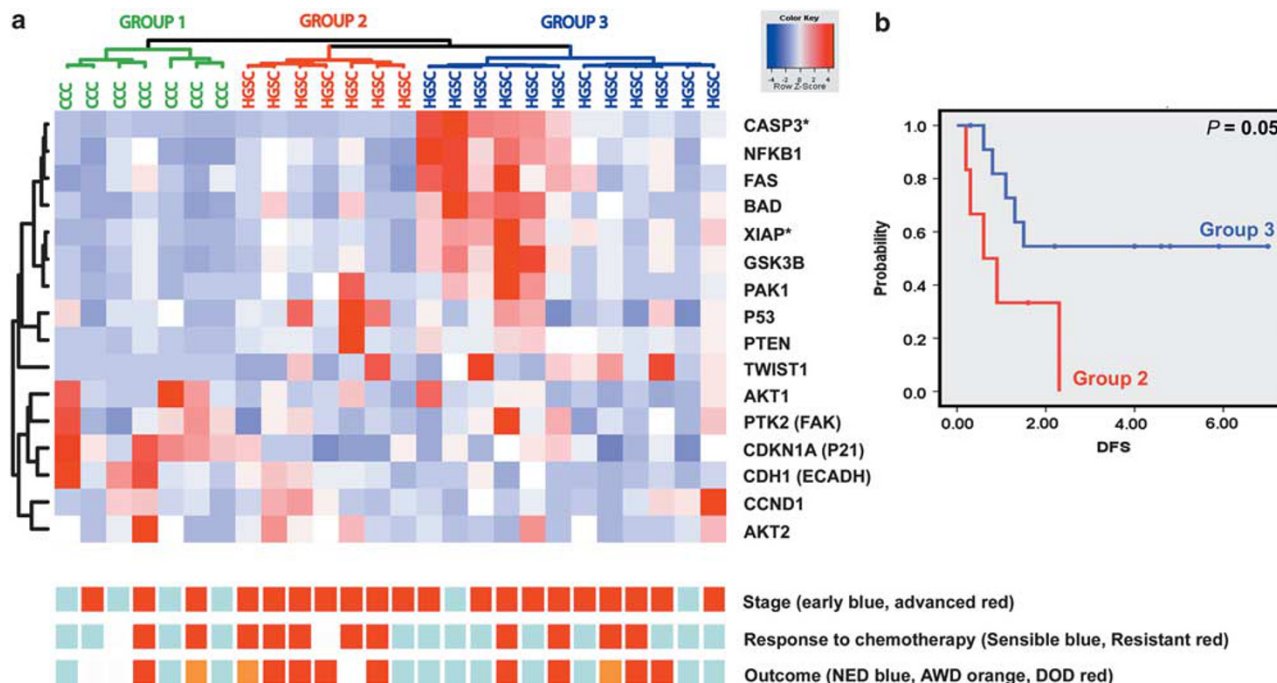 a
GROUP 1 GROUP 2 GROUP 3
CCC CCC CCC CCC CCC CCC CCC HGSC HGSC HGSC HGSC HGSC HGSC HGSC HGSC HGSC HGSC HGSC HGSC HGSC HGSC HGSC HGSC HGSC HGSC HGSC
Color Key
-4 -2 0 2 4
Row Z-Score
CASP3*
NFKB1
FAS
BAD
XIAP*
GSK3B
PAK1
P53
PTEN
TWIST1
AKT1
PTK2 (FAK)
CDKN1A (P21)
CDH1 (ECADH)
CCND1
AKT2
Stage (early blue, advanced red)
Response to chemotherapy (Sensible blue, Resistant red)
Outcome (NED blue, AWD orange, DOD red)
b
P = 0.05
1.0
0.8
0.6
0.4
0.2
0.0
Probability
Group 3
Group 2
0.00 2.00 4.00 6.00
DFS